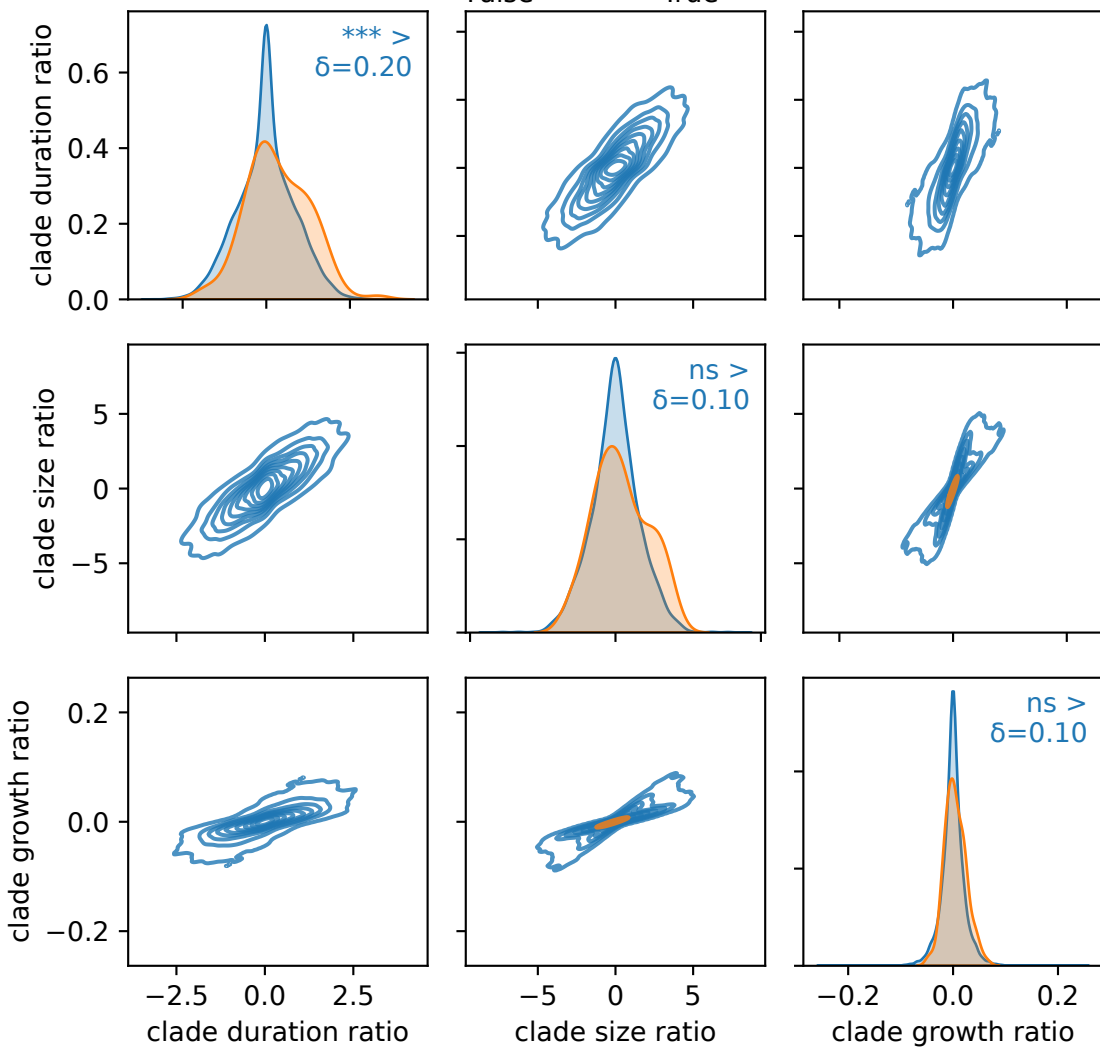 clade duration ratio
0.6
0.4
0.2
0.0
*** >
δ=0.20
clade size ratio
5
0
−5
ns >
δ=0.10
clade growth ratio
0.2
0.0
−0.2
ns >
δ=0.10
−2.5 0.0 2.5
−5 0 5
−0.2 0.0 0.2
clade duration ratio
clade size ratio
clade growth ratio